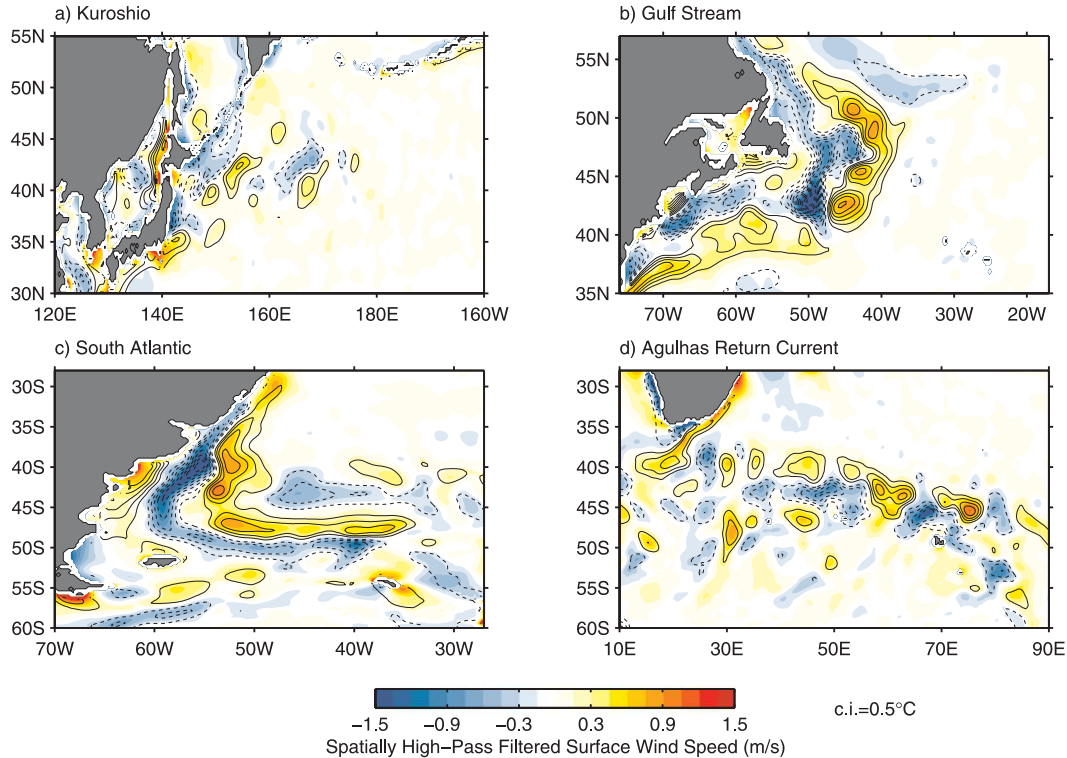 a) Kuroshio
55N
50N
45N
40N
35N
30N
120E 140E 160E 180E 160W
b) Gulf Stream
55N
50N
45N
40N
35N
70W 60W 50W 40W 30W 20W
c) South Atlantic
30S
35S
40S
45S
50S
55S
60S
70W 60W 50W 40W 30W
d) Agulhas Return Current
30S
35S
40S
45S
50S
55S
60S
10E 30E 50E 70E 90E
−1.5 −0.9 −0.3 0.3 0.9 1.5
Spatially High−Pass Filtered Surface Wind Speed (m/s)
c.i.=0.5°C